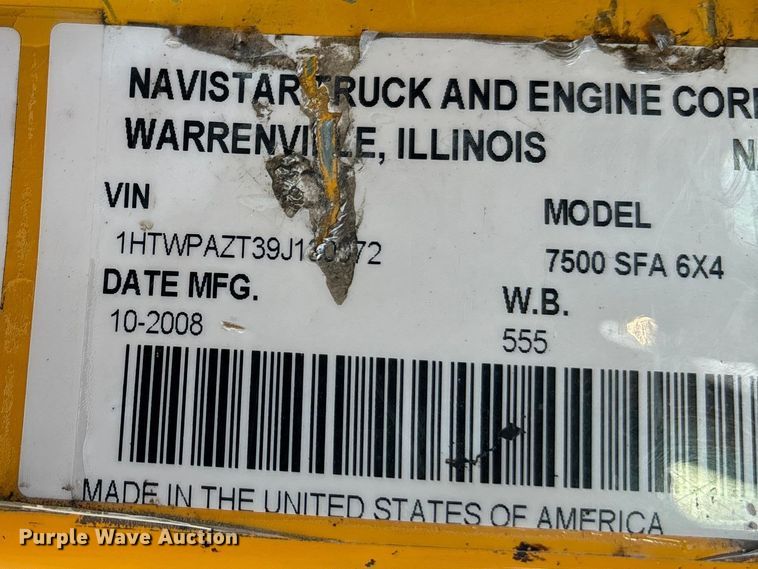 NAVISTAR TRUCK AND ENGINE
WARRENVILLE, ILLINOIS
VIN
MODEL
7500 SFA 6X4
DATE MFG.
W.B.
10-2008
555
MADE IN THE UNITED STATES OF AMERICA
Purple Wave Auction